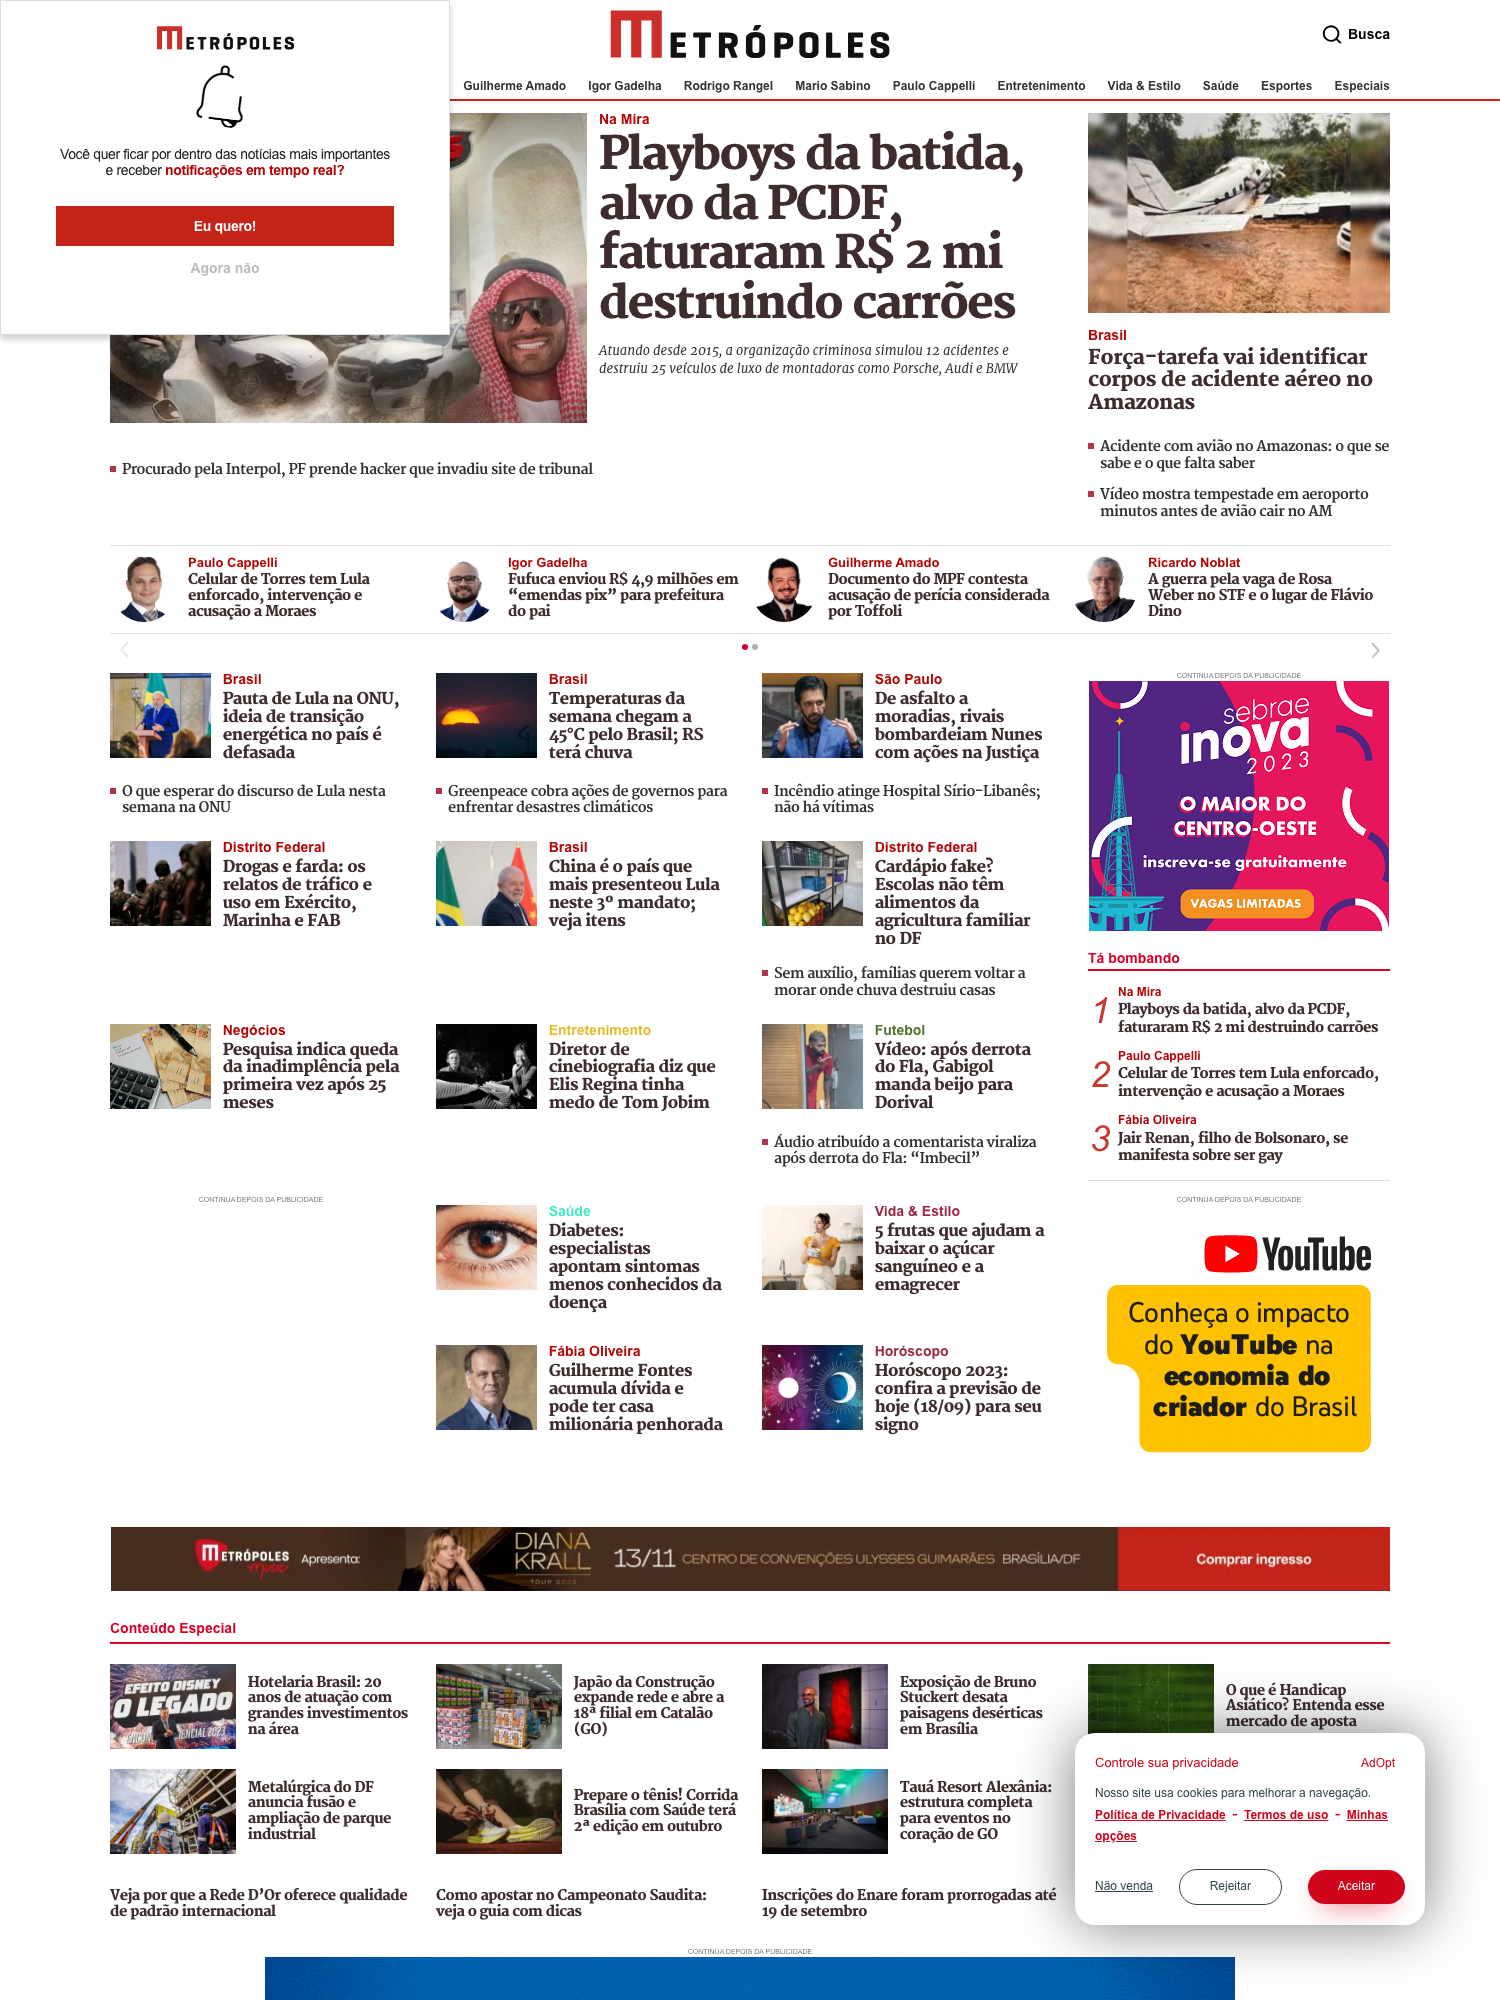 METRÓPOLES
Você quer ficar por dentro das notícias mais importantes
e receber notificações em tempo real?
Eu quero!
Agora não
METRÓPOLES
Busca
Guilherme Amado Igor Gadelha Rodrigo Rangel Mario Sabino Paulo Cappelli Entretenimento Vida & Estilo Saúde Esportes Especiais
Na Mira
Playboys da batida,
alvo da PCDF,
faturaram R$ 2 mi
destruindo carrões
Atuando desde 2015, a organização criminosa simulou 12 acidentes e
destruiu 25 veículos de luxo de montadoras como Porsche, Audi e BMW
Procurado pela Interpol, PF prende hacker que invadiu site de tribunal
Brasil
Força-tarefa vai identificar
corpos de acidente aéreo no
Amazonas
Acidente com avião no Amazonas: o que se
sabe e o que falta saber
Vídeo mostra tempestade em aeroporto
minutos antes de avião cair no AM
Paulo Cappelli
Celular de Torres tem Lula
enforcado, intervenção e
acusação a Moraes
Igor Gadelha
Fufuca enviou R$ 4,9 milhões em
“emendas pix” para prefeitura
do pai
Guilherme Amado
Documento do MPF contesta
acusação de perícia considerada
por Toffoli
Ricardo Noblat
A guerra pela vaga de Rosa
Weber no STF e o lugar de Flávio
Dino
Brasil
Pauta de Lula na ONU,
ideia de transição
energética no país é
defasada
O que esperar do discurso de Lula nesta
semana na ONU
Brasil
Temperaturas da
semana chegam a
45°C pelo Brasil; RS
terá chuva
Greenpeace cobra ações de governos para
enfrentar desastres climáticos
São Paulo
De asfalto a
moradias, rivais
bombardeiam Nunes
com ações na Justiça
Incêndio atinge Hospital Sírio-Libanês;
não há vítimas
CONTINUA DEPOIS DA PUBLICIDADE
sebrae
inova
2023
O MAIOR DO
CENTRO-OESTE
inscreva-se gratuitamente
VAGAS LIMITADAS
Distrito Federal
Drogas e farda: os
relatos de tráfico e
uso em Exército,
Marinha e FAB
Brasil
China é o país que
mais presenteou Lula
neste 3º mandato;
veja itens
Distrito Federal
Cardápio fake?
Escolas não têm
alimentos da
agricultura familiar
no DF
Sem auxílio, famílias querem voltar a
morar onde chuva destruiu casas
Tá bombando
1
Na Mira
Playboys da batida, alvo da PCDF,
faturaram R$ 2 mi destruindo carrões
2
Paulo Cappelli
Celular de Torres tem Lula enforcado,
intervenção e acusação a Moraes
3
Fábia Oliveira
Jair Renan, filho de Bolsonaro, se
manifesta sobre ser gay
Negócios
Pesquisa indica queda
da inadimplência pela
primeira vez após 25
meses
Entretenimento
Diretor de
cinebiografia diz que
Elis Regina tinha
medo de Tom Jobim
Futebol
Vídeo: após derrota
do Fla, Gabigol
manda beijo para
Dorival
Áudio atribuído a comentarista viraliza
após derrota do Fla: “Imbecil”
CONTINUA DEPOIS DA PUBLICIDADE
Saúde
Diabetes:
especialistas
apontam sintomas
menos conhecidos da
doença
Vida & Estilo
5 frutas que ajudam a
baixar o açúcar
sanguíneo e a
emagrecer
CONTINUA DEPOIS DA PUBLICIDADE
YouTube
Conheça o impacto
do YouTube na
economia do
criador do Brasil
Fábia Oliveira
Guilherme Fontes
acumula dívida e
pode ter casa
milionária penhorada
Horóscopo
Horóscopo 2023:
confira a previsão de
hoje (18/09) para seu
signo
METRÓPOLES
music
Apresenta:
DIANA
KRALL
TOUR 2023
13/11 CENTRO DE CONVENÇÕES ULYSSES GUIMARÃES BRASÍLIA/DF
Comprar ingresso
Conteúdo Especial
EFEITO DISNEY
O LEGADO
Hotelaria Brasil: 20
anos de atuação com
grandes investimentos
na área
Japão da Construção
expande rede e abre a
18ª filial em Catalão
(GO)
Exposição de Bruno
Stuckert desata
paisagens desérticas
em Brasília
O que é Handicap
Asiático? Entenda esse
mercado de aposta
Metalúrgica do DF
anuncia fusão e
ampliação de parque
industrial
Prepare o tênis! Corrida
Brasília com Saúde terá
2ª edição em outubro
Tauá Resort Alexânia:
estrutura completa
para eventos no
coração de GO
Veja por que a Rede D’Or oferece qualidade
de padrão internacional
Como apostar no Campeonato Saudita:
veja o guia com dicas
Inscrições do Enare foram prorrogadas até
19 de setembro
Controle sua privacidade
AdOpt
Nosso site usa cookies para melhorar a navegação.
Política de Privacidade - Termos de uso - Minhas
opções
Não venda
Rejeitar
Aceitar
CONTINUA DEPOIS DA PUBLICIDADE